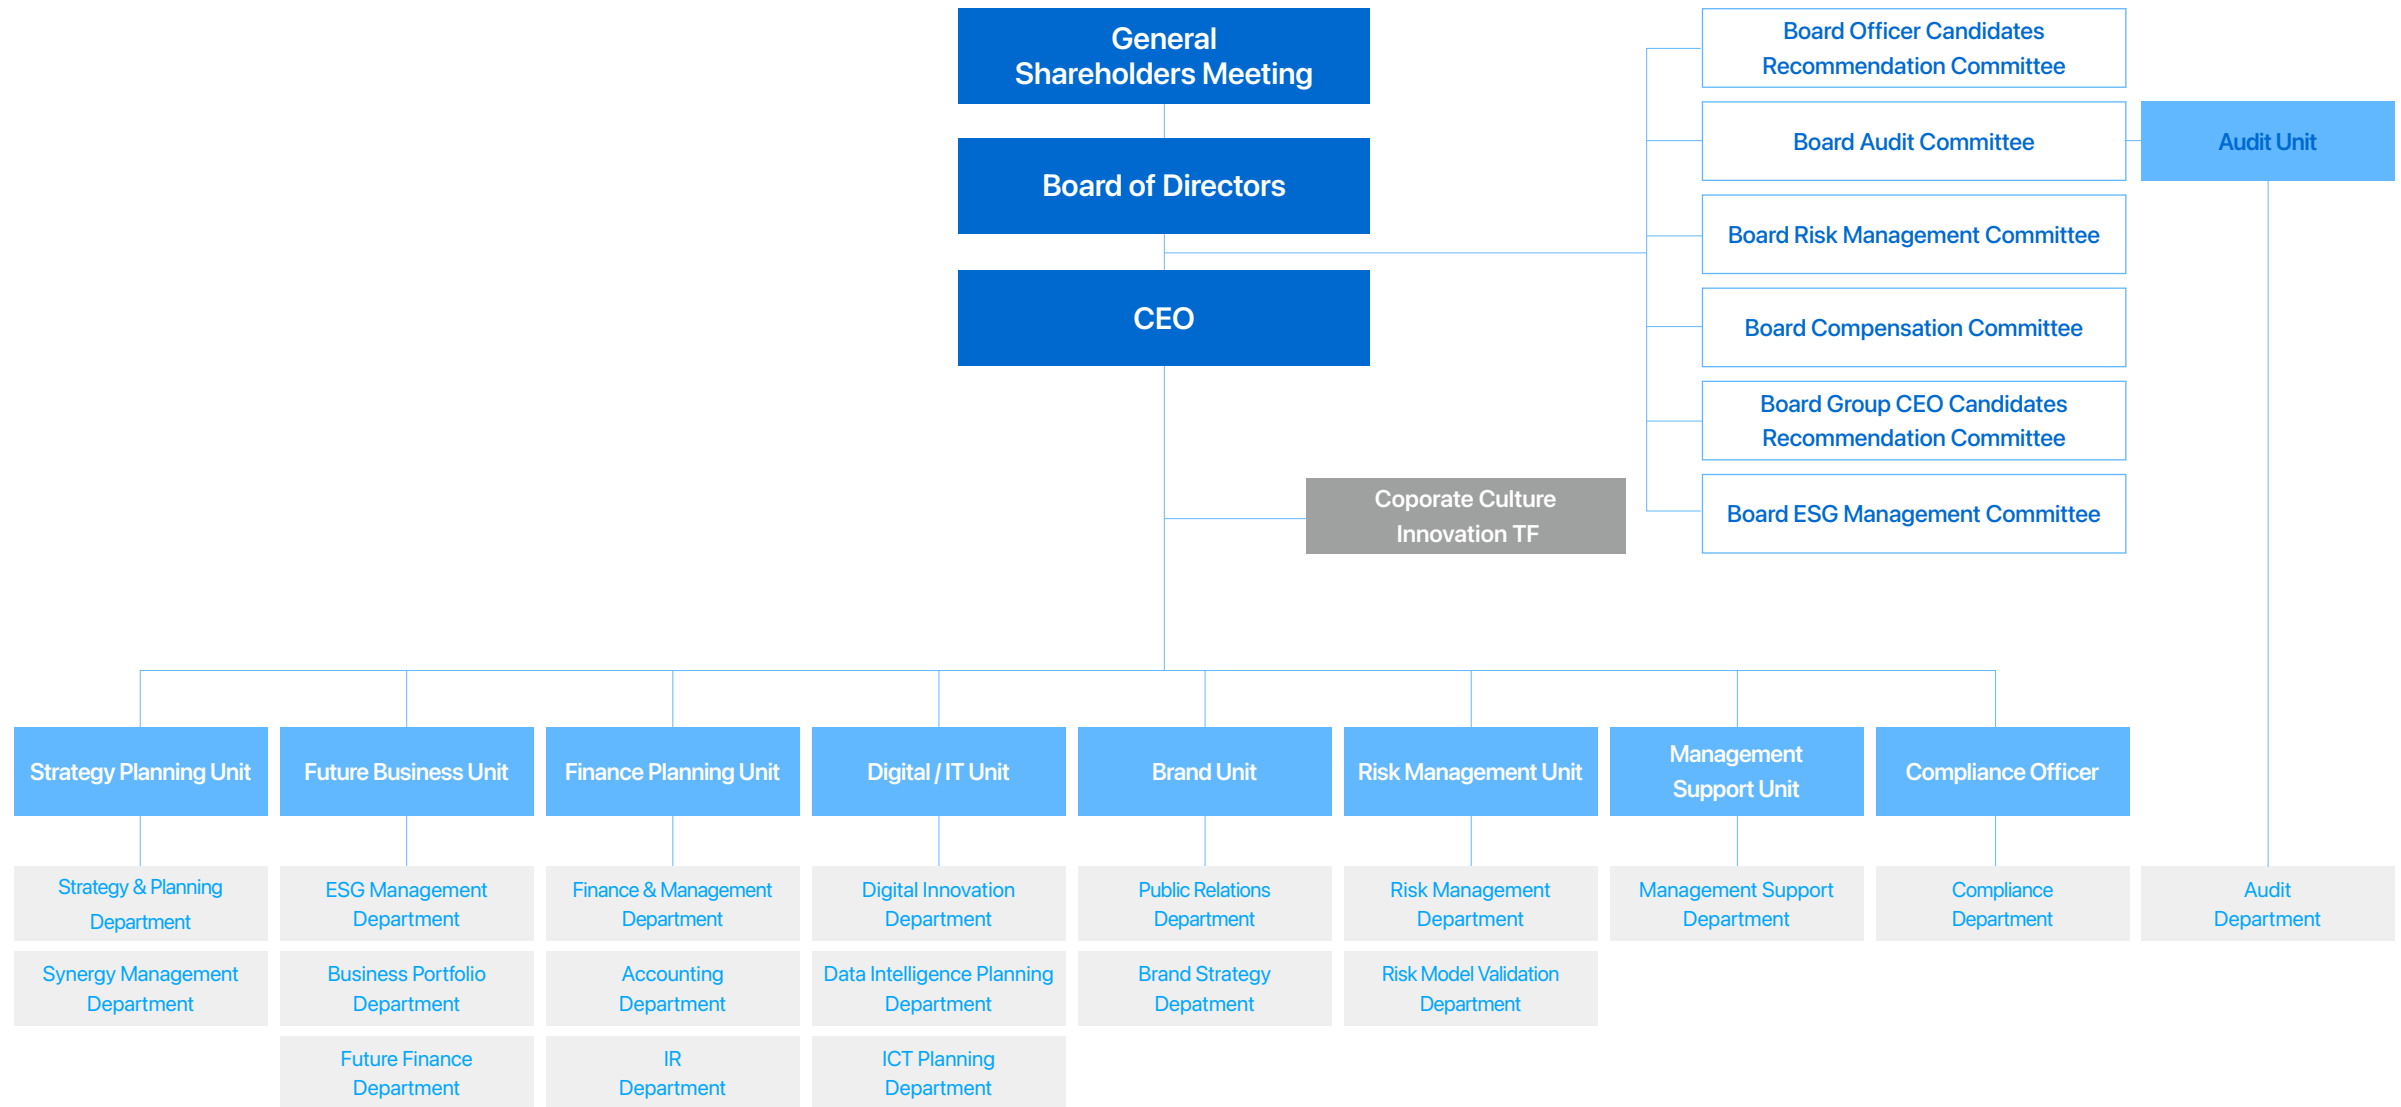 General
Shareholders Meeting
Board of Directors
CEO
Board Officer Candidates
Recommendation Committee
Board Audit Committee
Audit Unit
Board Risk Management Committee
Board Compensation Committee
Board Group CEO Candidates
Recommendation Committee
Board ESG Management Committee
Coporate Culture
Innovation TF
Strategy Planning Unit
Future Business Unit
Finance Planning Unit
Digital / IT Unit
Brand Unit
Risk Management Unit
Management
Support Unit
Compliance Officer
Strategy & Planning
Department
ESG Management
Department
Finance & Management
Department
Digital Innovation
Department
Public Relations
Department
Risk Management
Department
Management Support
Department
Compliance
Department
Audit
Department
Synergy Management
Department
Business Portfolio
Department
Accounting
Department
Data Intelligence Planning
Department
Brand Strategy
Depatment
Risk Model Validation
Department
Future Finance
Department
IR
Department
ICT Planning
Department